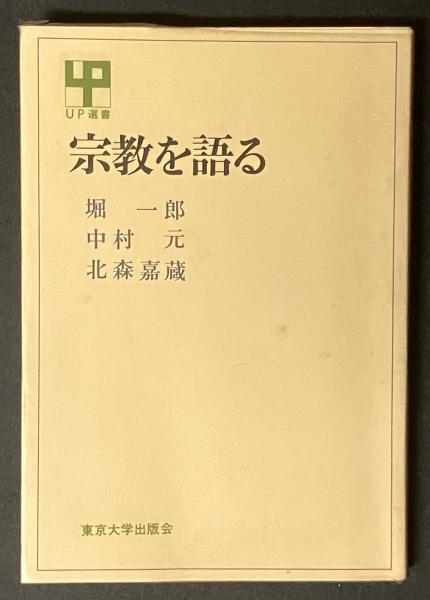 UP選書
宗教を語る
堀一郎
中村元
北森嘉蔵
東京大学出版会